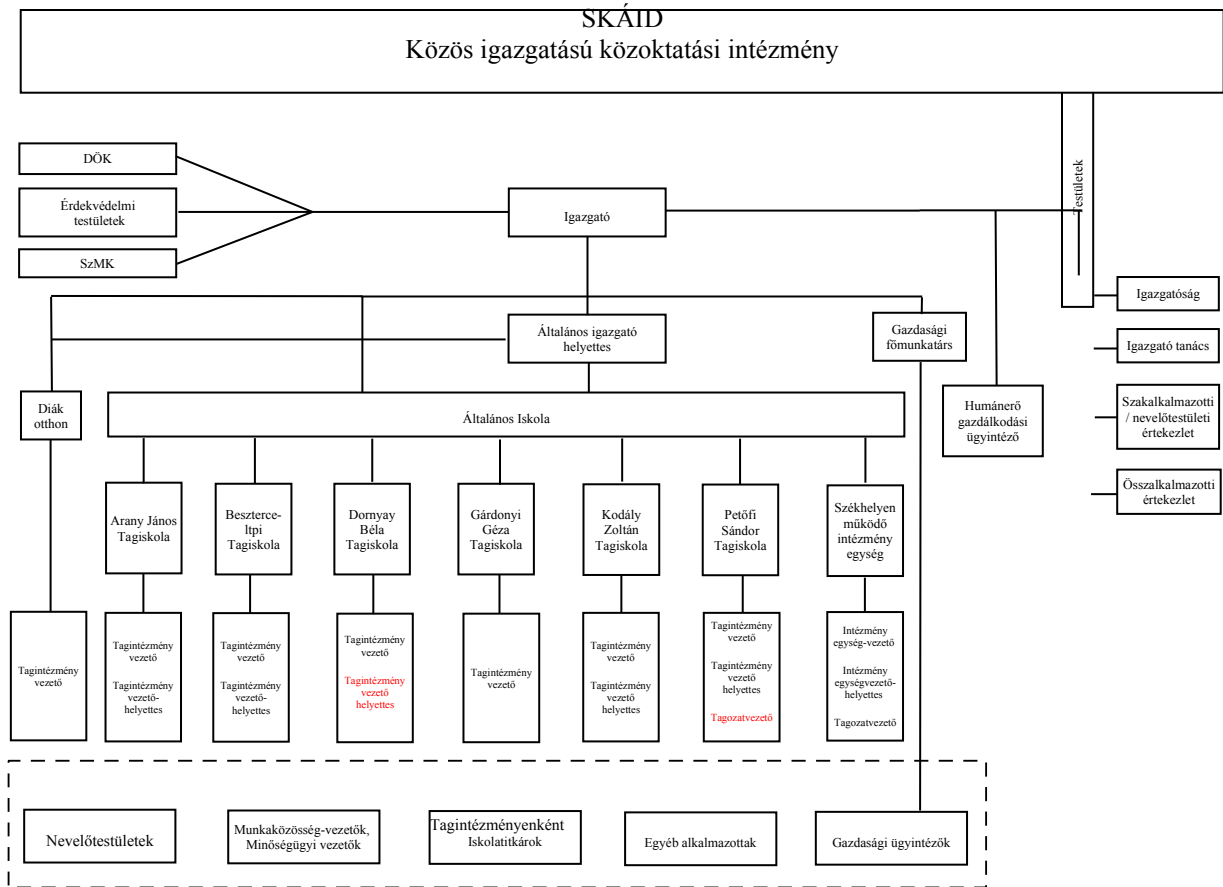 SKÁID
Közös igazgatású közoktatási intézmény
DÖK
Érdekvédelmi
testületek
SzMK
Igazgató
Testületek
Igazgatóság
Igazgató tanács
Szakalkalmazotti
/ nevelőtestületi
értekezlet
Összalkalmazotti
értekezlet
Általános igazgató
helyettes
Gazdasági
főmunkatárs
Humánerő
gazdálkodási
ügyintéző
Diák
otthon
Általános Iskola
Arany János
Tagiskola
Beszterce-
ltpi
Tagiskola
Dornyay
Béla
Tagiskola
Gárdonyi
Géza
Tagiskola
Kodály
Zoltán
Tagiskola
Petőfi
Sándor
Tagiskola
Székhelyen
működő
intézmény
egység
Tagintézmény
vezető
Tagintézmény
vezető
Tagintézmény
vezető-
helyettes
Tagintézmény
vezető
Tagintézmény
vezető-helyettes
Tagintézmény
vezető
Tagintézmény
vezető
helyettes
Tagintézmény
vezető
Tagintézmény
vezető
Tagintézmény
vezető helyettes
Tagintézmény
vezető
Tagintézmény
vezető
helyettes
Tagozatvezető
Intézmény
egység-vezető
Intézmény
egységvezető-
helyettes
Tagozatvezető
Nevelőtestületek
Munkaközösség-vezetők,
Minőségügyi vezetők
Tagintézményenként
Iskolatitkárok
Egyéb alkalmazottak
Gazdasági ügyintézők